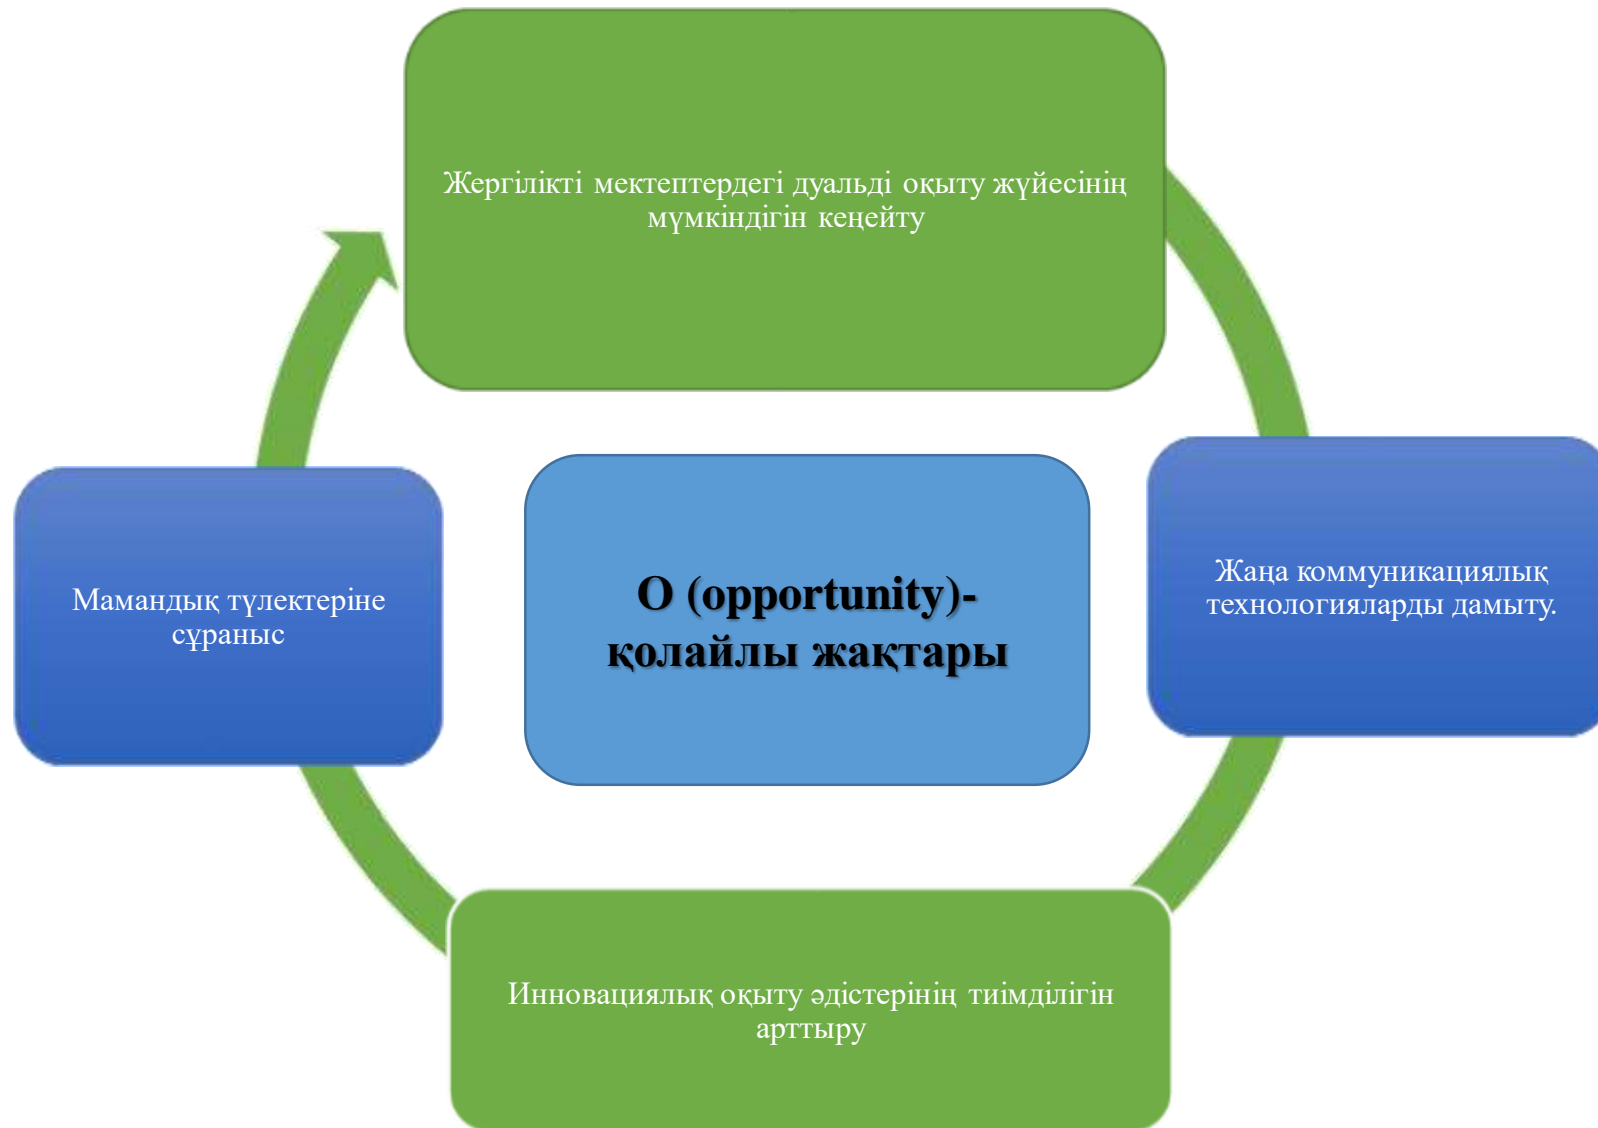 Жергілікті мектептердегі дуальді оқыту жүйесінің
мүмкіндігін кеңейту
Жаңа коммуникациялық
технологияларды дамыту.
Мамандық түлектеріне
сұраныс
O (opportunity)-
қолайлы жақтары
Инновациялық оқыту әдістерінің тиімділігін
арттыру